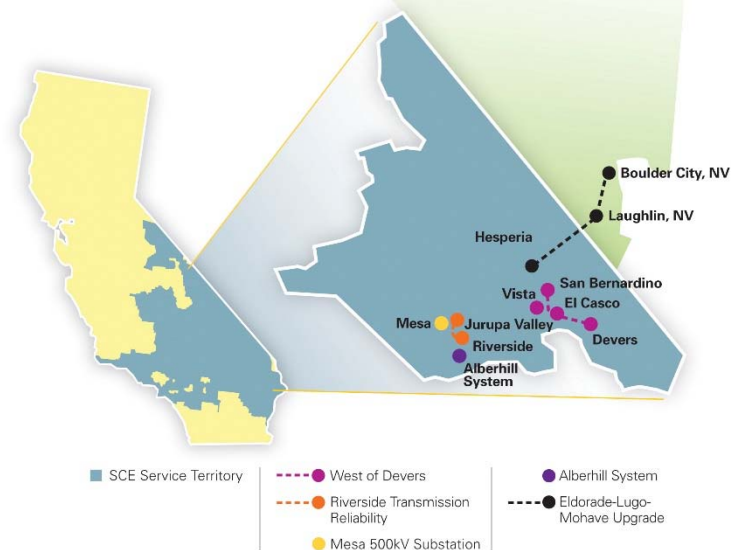 Boulder City, NV
Laughlin, NV
Hesperia
San Bernardino
Vista
El Casco
Mesa
Jurupa Valley
Devers
Riverside
Alberhill
System
SCE Service Territory
West of Devers
Riverside Transmission
Reliability
Mesa 500kV Substation
Alberhill System
Eldorade-Lugo-
Mohave Upgrade